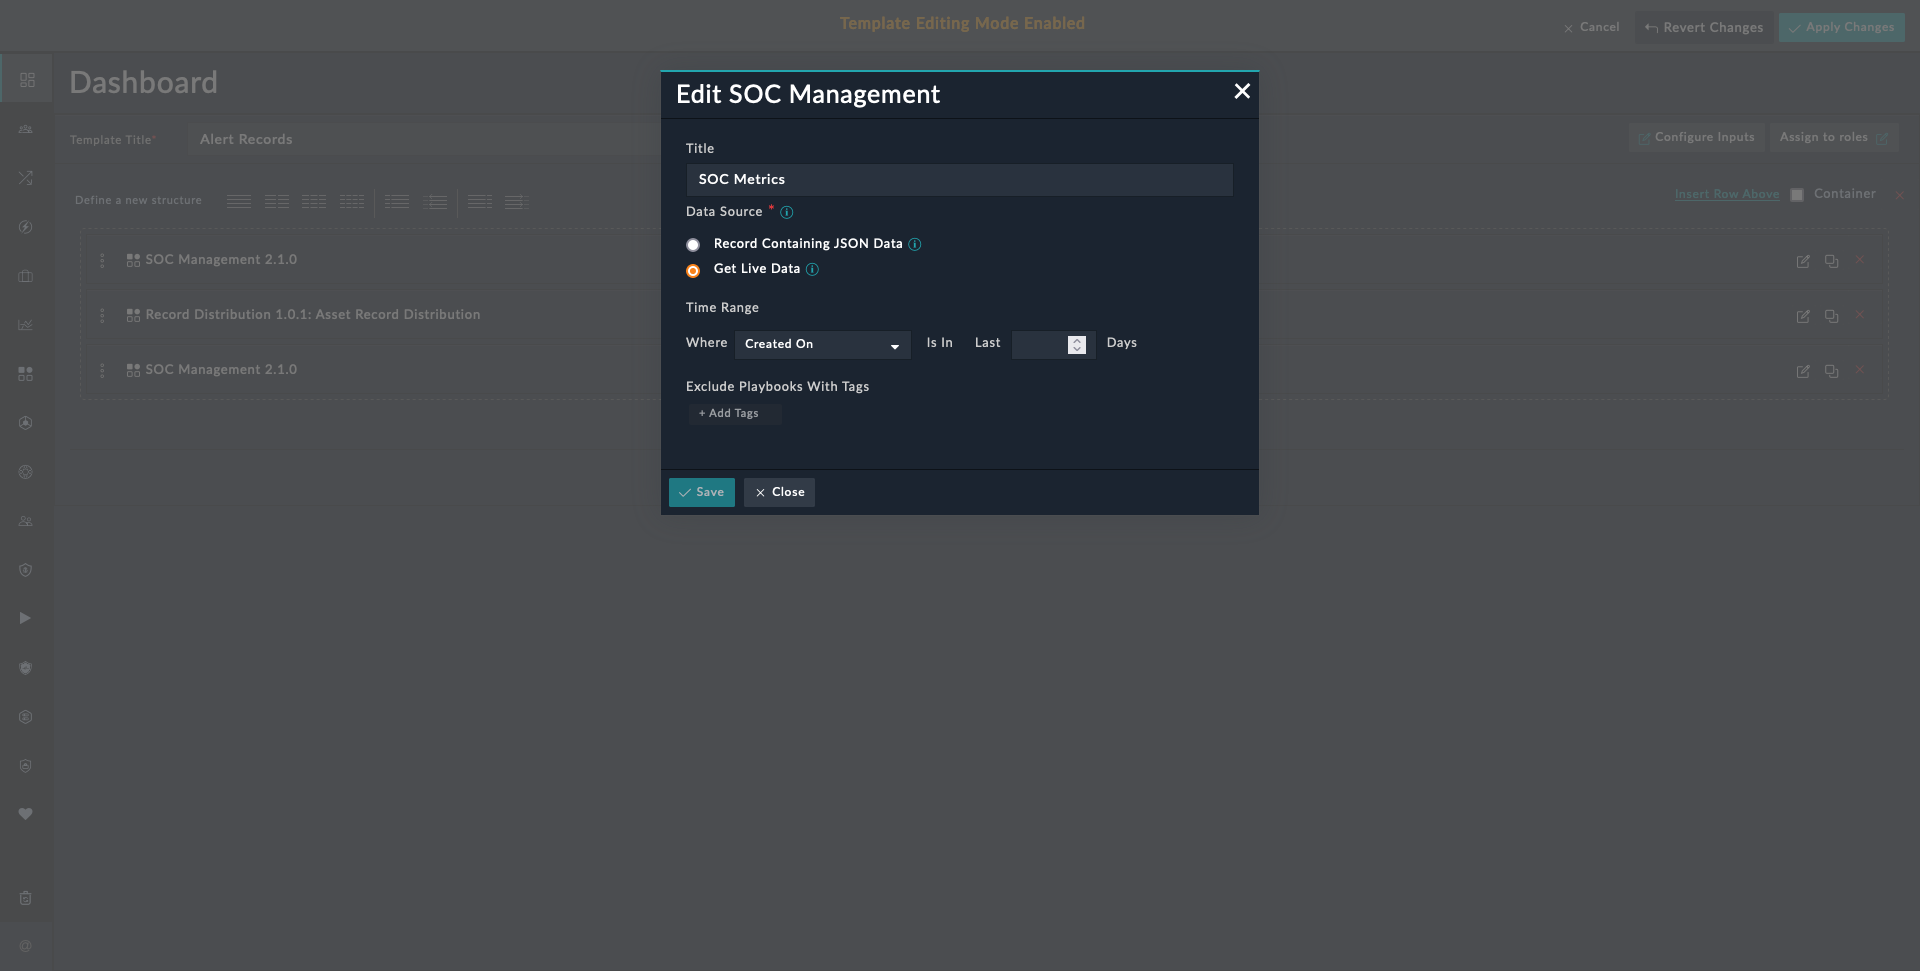 Template Editing Mode Enabled
Cancel
Revert Changes
Apply Changes
Dashboard
Template Title*
Alert Records
Configure Inputs
Assign to roles
Define a new structure
Insert Row Above
Container
SOC Management 2.1.0
Record Distribution 1.0.1: Asset Record Distribution
SOC Management 2.1.0
Edit SOC Management
Title
SOC Metrics
Data Source *
Record Containing JSON Data
Get Live Data
Time Range
Where Created On Is In Last Days
Exclude Playbooks With Tags
+ Add Tags
Save Close